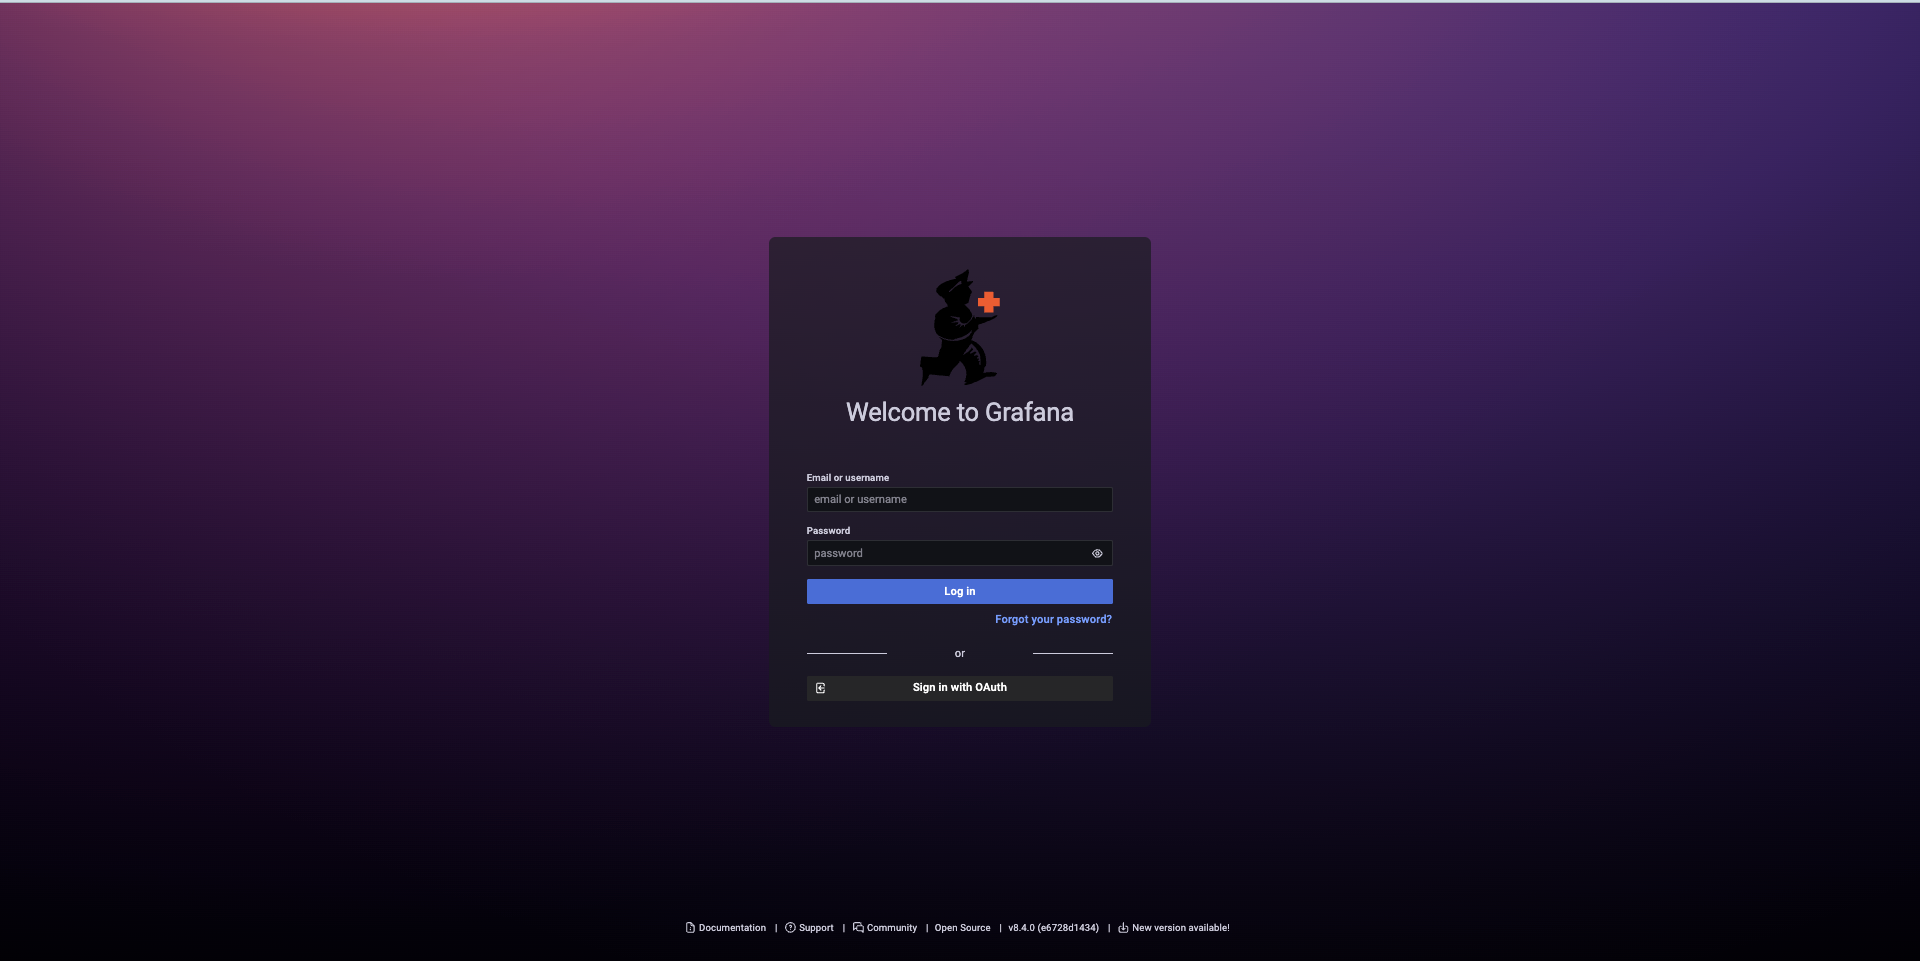 Welcome to Grafana
Email or username
email or username
Password
password
Log in
Forgot your password?
or
Sign in with OAuth
Documentation | Support | Community | Open Source | v8.4.0 (e6728d1434) | New version available!